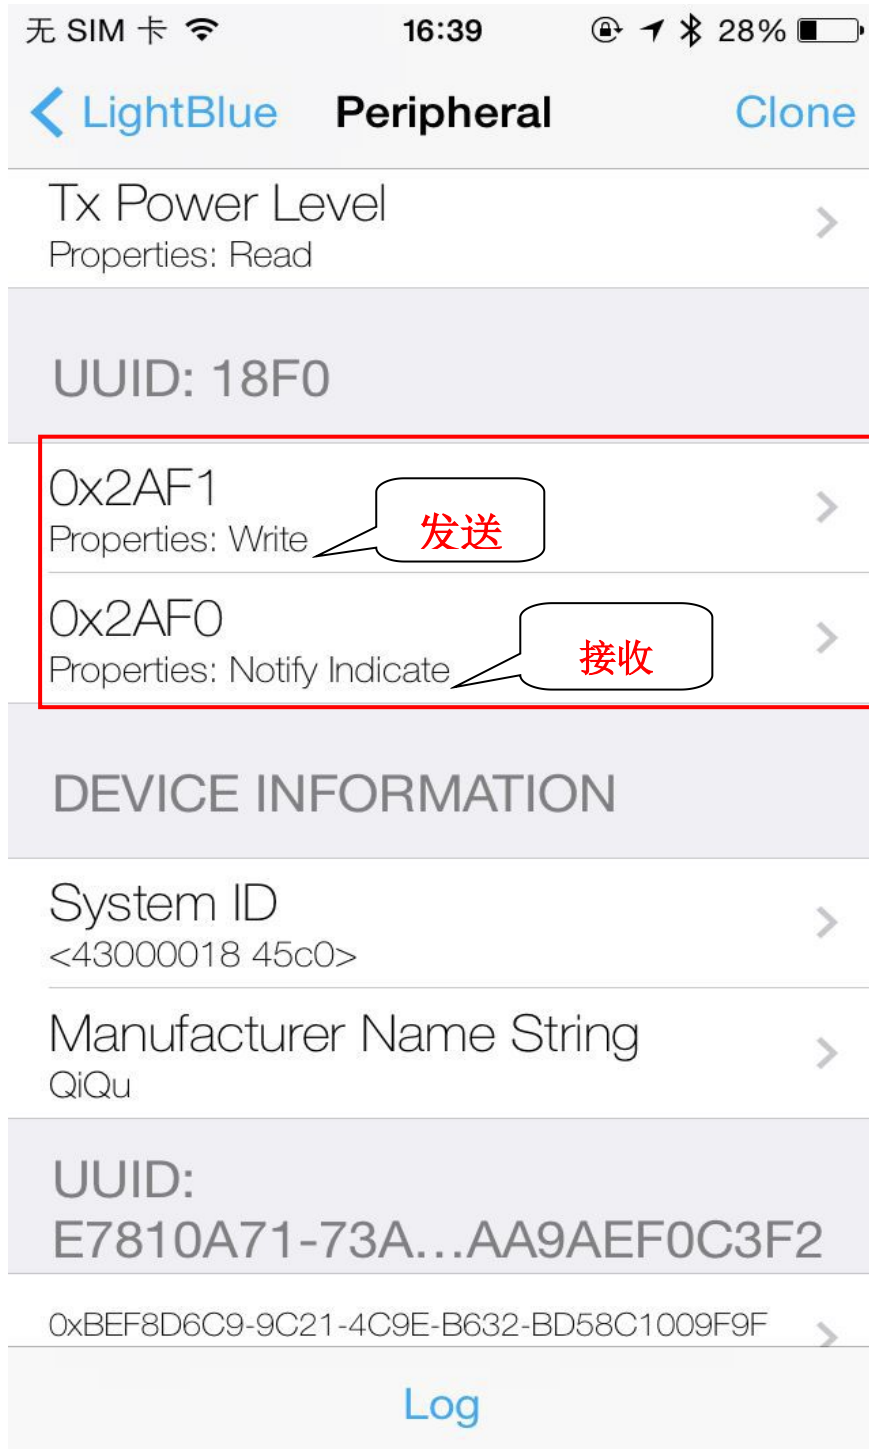 无 SIM 卡 16:39 28%
LightBlue Peripheral Clone
Tx Power Level
Properties: Read
UUID: 18F0
0x2AF1
Properties: Write
发送
0x2AF0
Properties: Notify Indicate
接收
DEVICE INFORMATION
System ID
<43000018 45c0>
Manufacturer Name String
QiQu
UUID:
E7810A71-73A...AA9AEF0C3F2
0xBEF8D6C9-9C21-4C9E-B632-BD58C1009F9F
Log